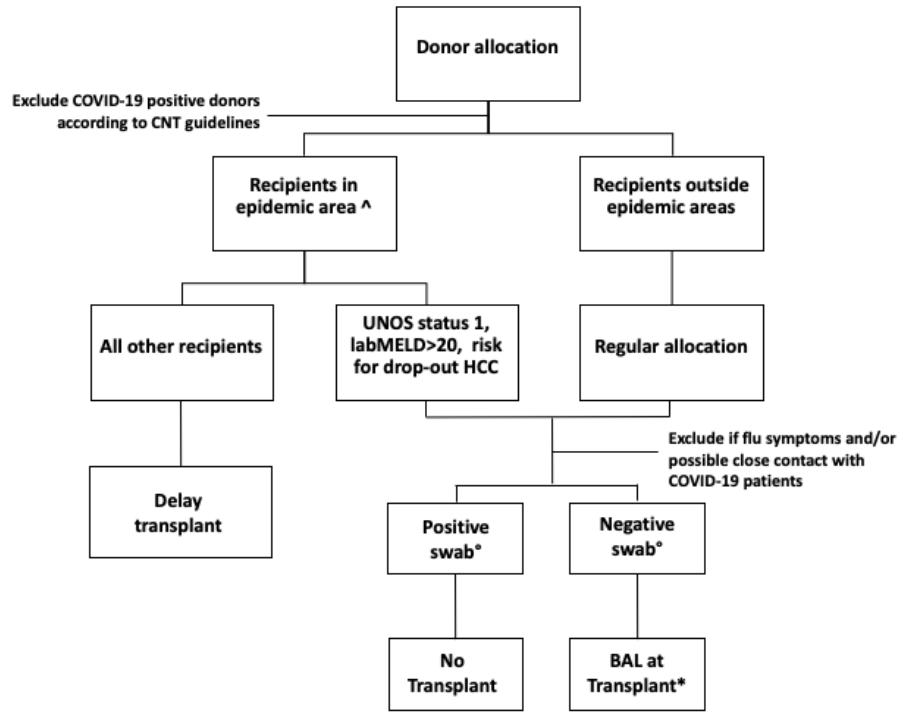 Donor allocation
Exclude COVID-19 positive donors
according to CNT guidelines
Recipients in
epidemic area ^
Recipients outside
epidemic areas
All other recipients
UNOS status 1,
labMELD>20, risk
for drop-out HCC
Regular allocation
Exclude if flu symptoms and/or
possible close contact with
COVID-19 patients
Delay
transplant
Positive
swab°
Negative
swab°
No
Transplant
BAL at
Transplant*